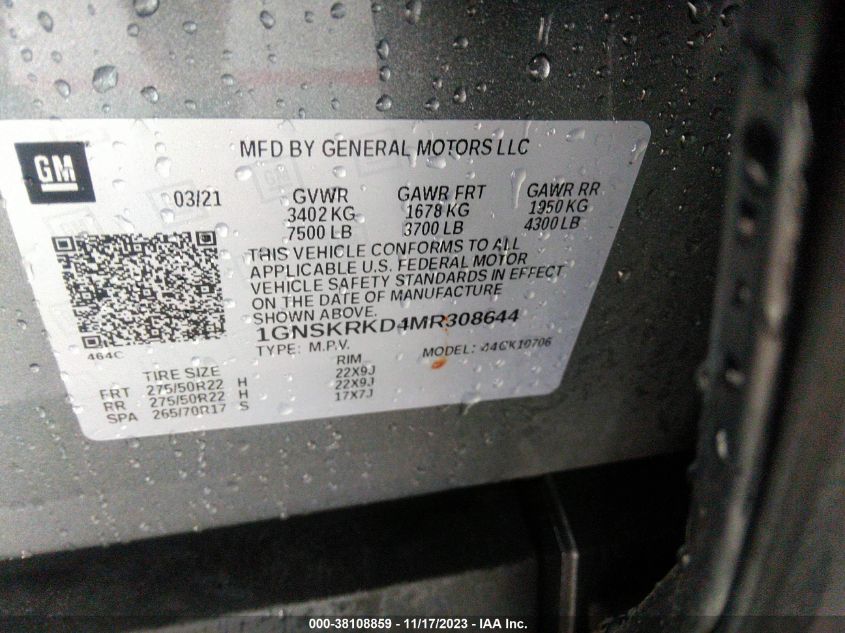 GM
MFD BY GENERAL MOTORS LLC
03/21
GVWR GAWR FRT GAWR RR
3402 KG 1678 KG 1950 KG
7500 LB 3700 LB 4300 LB
THIS VEHICLE CONFORMS TO ALL
APPLICABLE U.S. FEDERAL MOTOR
VEHICLE SAFETY STANDARDS IN EFFECT
ON THE DATE OF MANUFACTURE
SHOWN ABOVE.
1GNSKRKD4MR308644
464C
TYPE: M.P.V. MODEL:
TIRE SIZE RIM
FRT 275/50R22 H 22X9J
RR 275/50R22 H 22X9J
SPA 265/70R17 S 17X7J
000-38108859 - 11/17/2023 - IAA Inc.